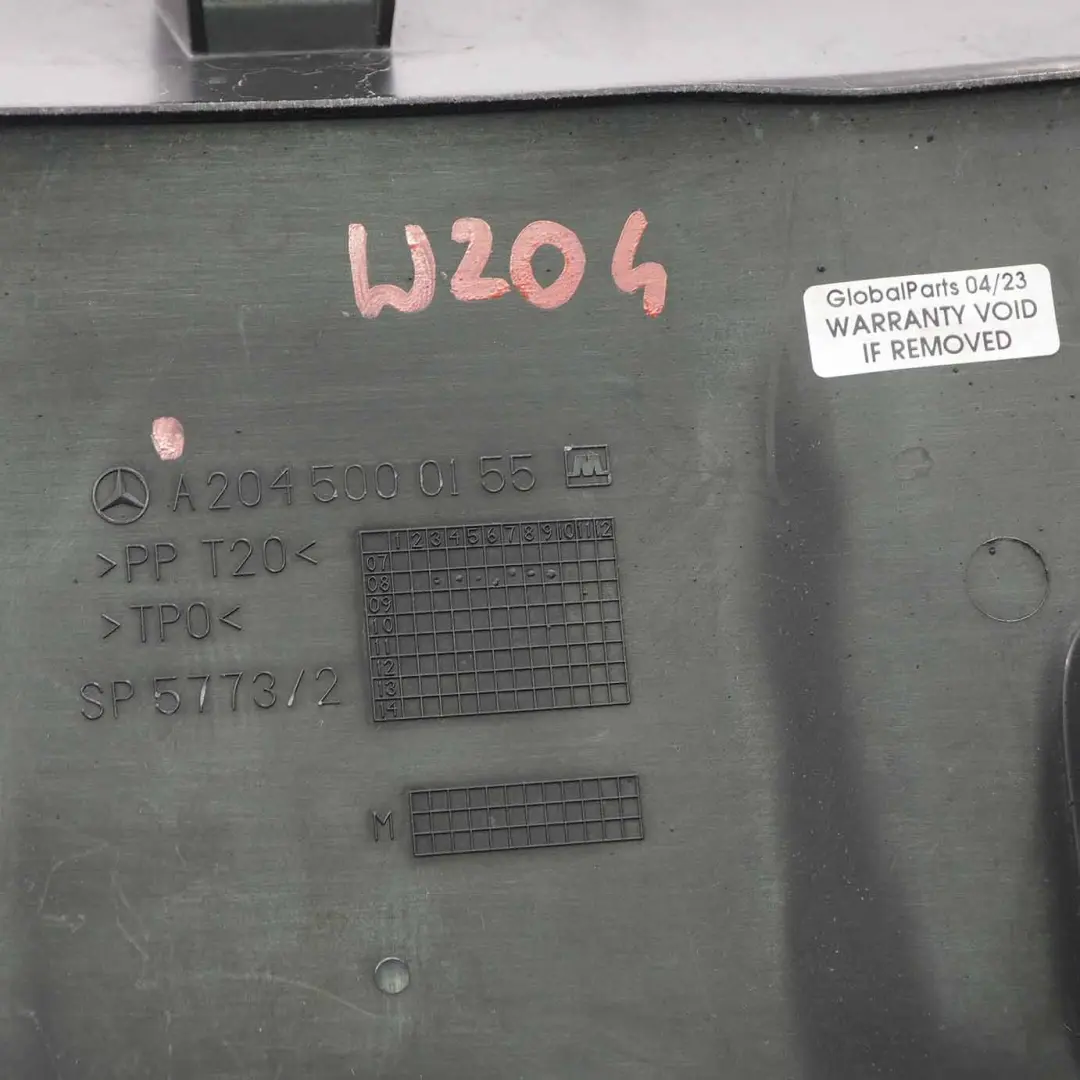 W204
GlobalParts 04/23
WARRANTY VOID
IF REMOVED
A 204 500 01 55
>PP T20<
>TPO<
SP 5773/2
1 2 3 4 5 6 7 8 9 10 11 12
07
08
09
10
11
12
13
14
M